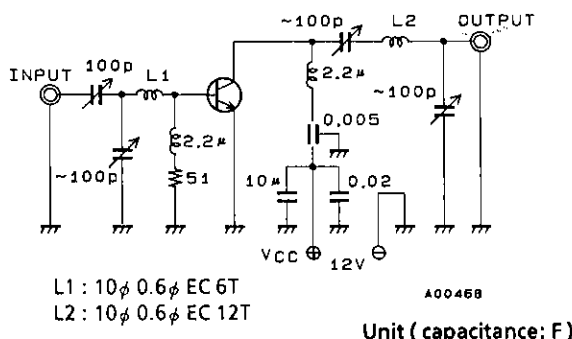 ~100p
L2
OUTPUT
INPUT
100p
L1
2.2μ
~100p
~100p
2.2μ
51
0.005
10μ
0.02
VCC ⊕ 12V ⊖
L1 : 10φ 0.6φ EC 6T
L2 : 10φ 0.6φ EC 12T
A00468
Unit ( capacitance: F )